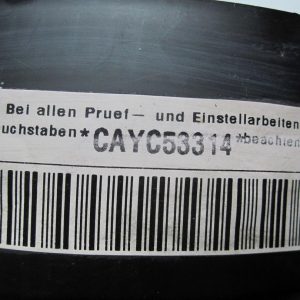 Bei allen Pruef- und Einstellarbeiten
uchstaben*CAYC53314*beachten